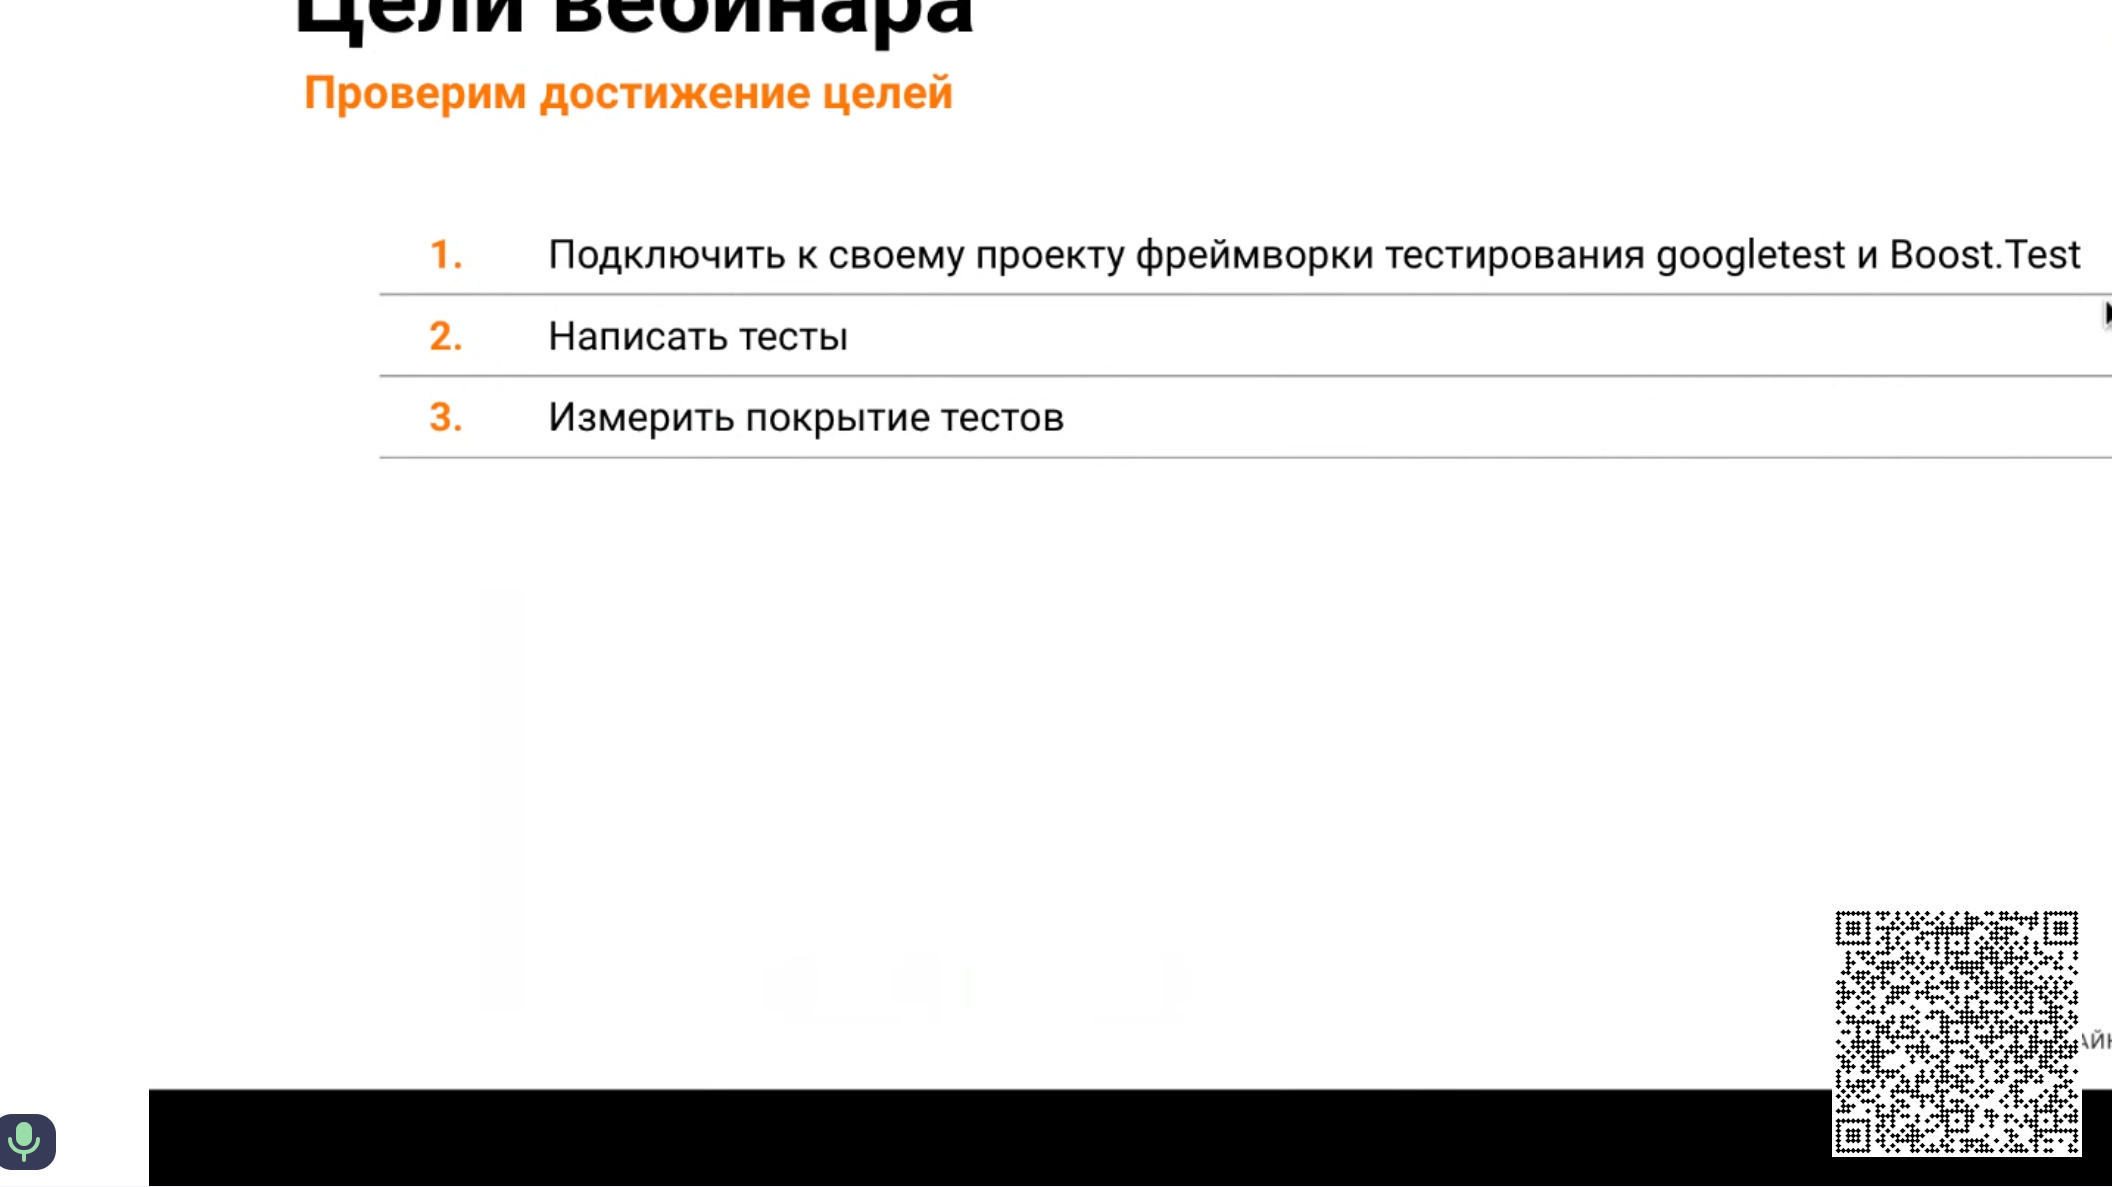 Цели вебинара
Проверим достижение целей
1. Подключить к своему проекту фреймворки тестирования googletest и Boost.Test
2. Написать тесты
3. Измерить покрытие тестов